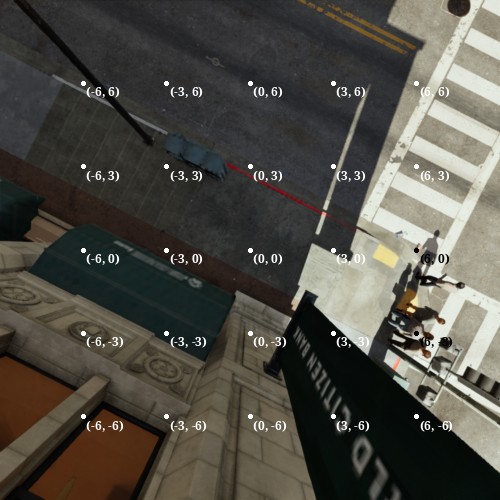 (-6, 6) (-3, 6) (0, 6) (3, 6) (6, 6)
(-6, 3) (-3, 3) (0, 3) (3, 3) (6, 3)
(-6, 0) (-3, 0) (0, 0) (3, 0) (6, 0)
(-6, -3) (-3, -3) (0, -3) (3, -3) (6, -3)
(-6, -6) (-3, -6) (0, -6) (3, -6) (6, -6)
CITIZEN BANK